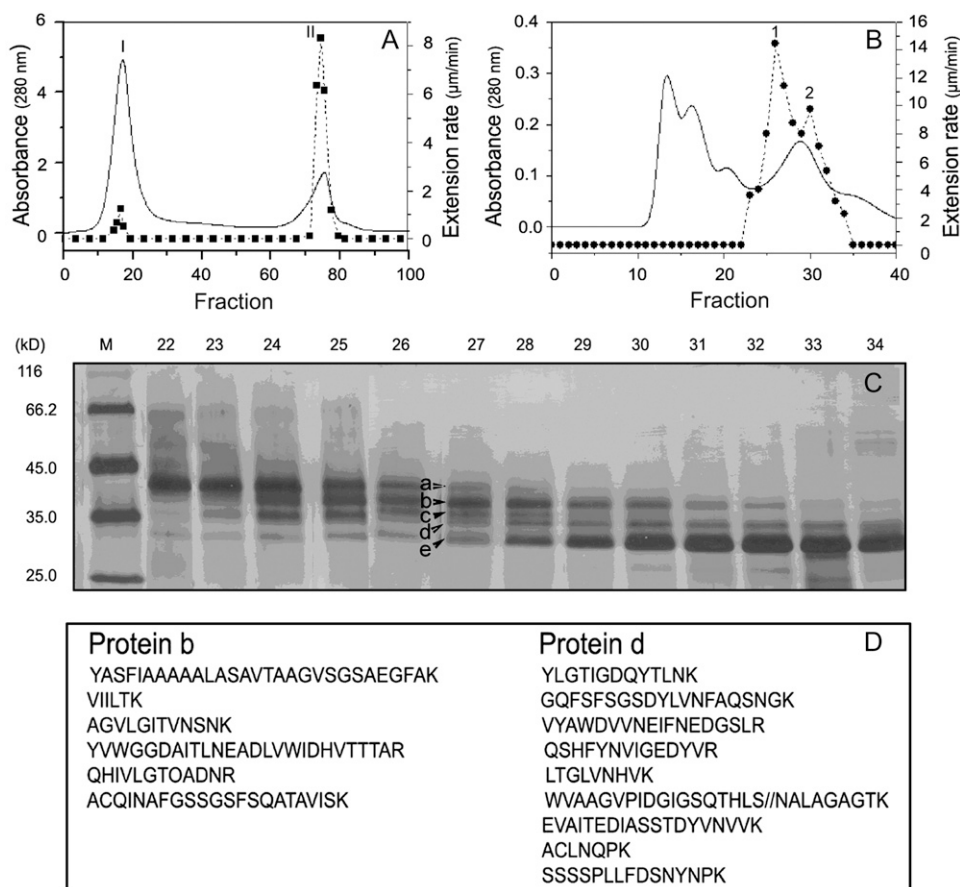 A
I
II
6
4
2
0
8
6
4
2
0
0 20 40 60 80 100
Absorbance (280 nm)
Extension rate (µm/min)
Fraction
B
1
2
0.4
0.3
0.2
0.1
0.0
16
14
12
10
8
6
4
2
0
0 10 20 30 40
Absorbance (280 nm)
Extension rate (µm/min)
Fraction
(kD) M 22 23 24 25 26 27 28 29 30 31 32 33 34
C
116
66.2
45.0
35.0
25.0
a
b
c
d
e
D
Protein b
YASFIAAAAALASAVTAAGVSGSAEGFAK
VIILTK
AGVLGITVNSNK
YVWGGDAITLNEADLVWIDHVTTTAR
QHIVLGTOADNR
ACQINAFGSSGSFSQATAVISK
Protein d
YLGTIGDQYTLNK
GQFSFSGSDYLVNFAQSNGK
VYAWDVVNEIFNEDGSLR
QSHFYNVIGEDYVR
LTGLVNHVK
WVAAGVPIDGIGSQTHLS//NALAGAGTK
EVAITEDIASSTDYVNVVK
ACLNQPK
SSSSPLLFDSNYNPK